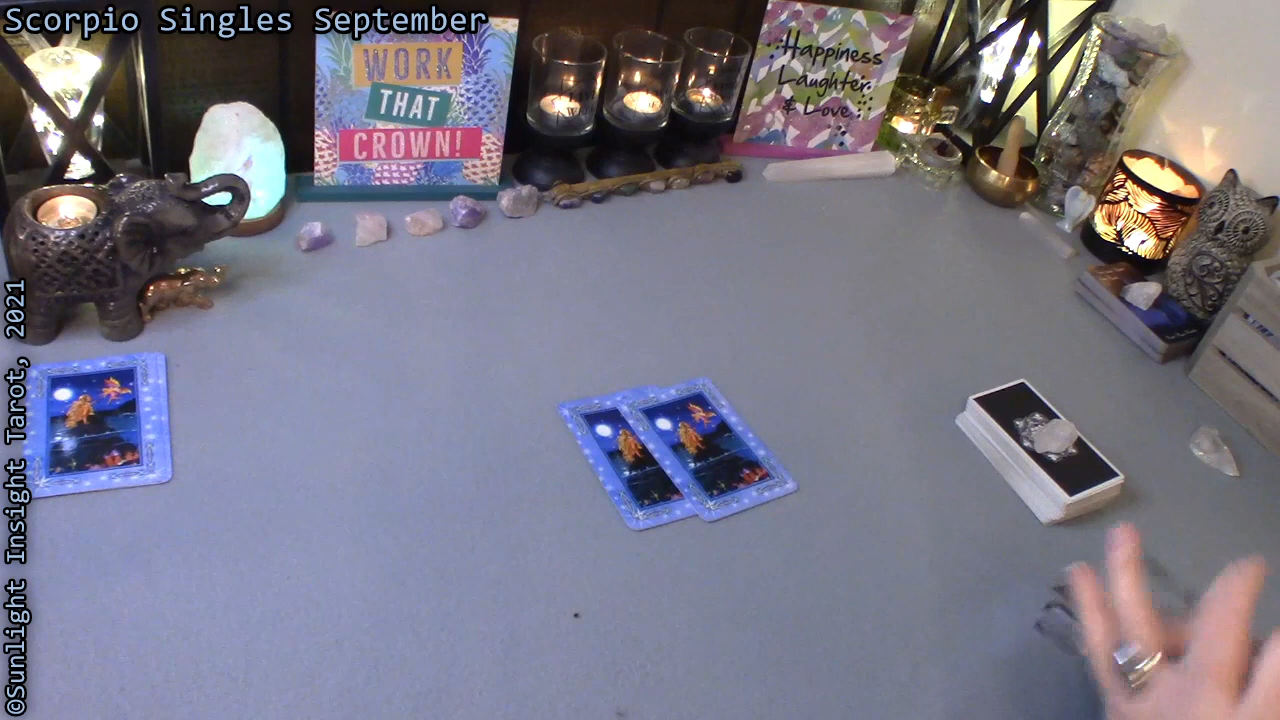 Scorpio Singles September
WORK
THAT
CROWN!
Happiness
Laughter
& Love
©Sunlight Insight Tarot, 2021